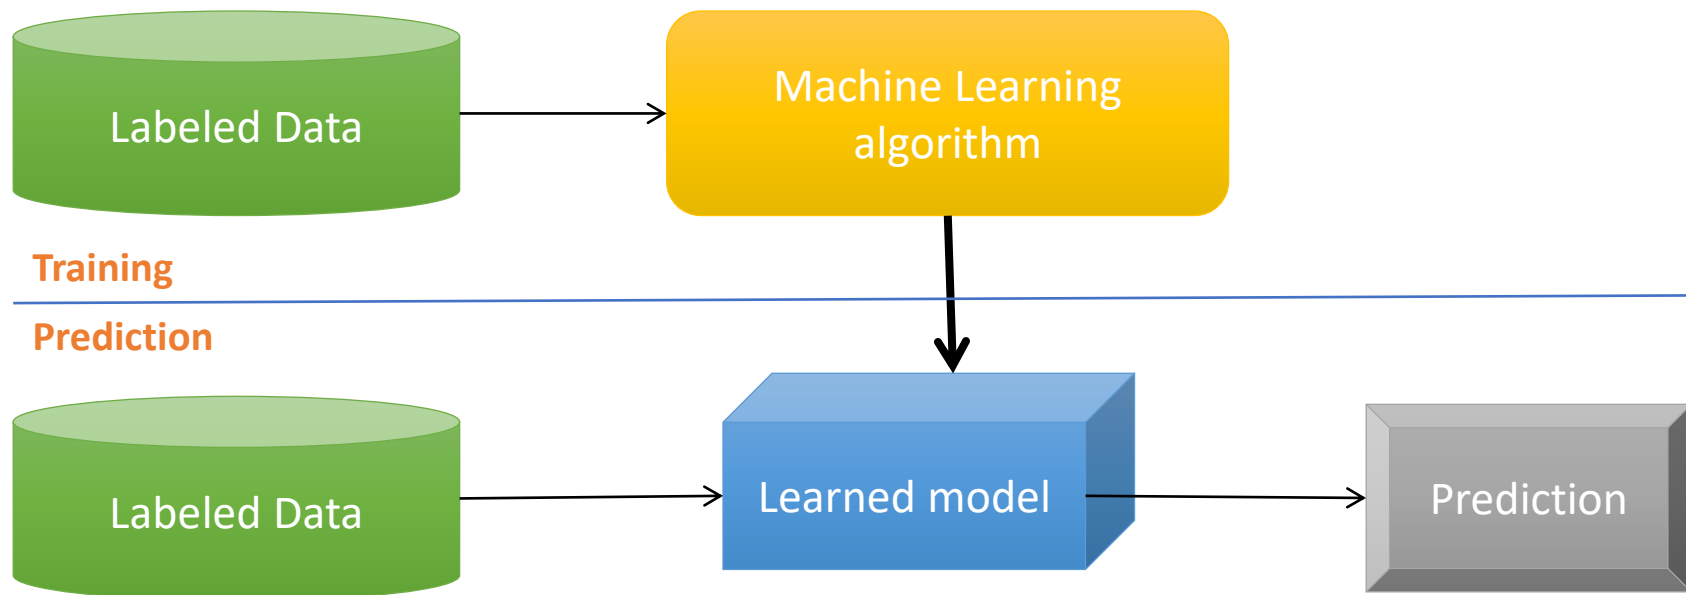 Labeled Data
Machine Learning
algorithm
Training
Prediction
Labeled Data
Learned model
Prediction